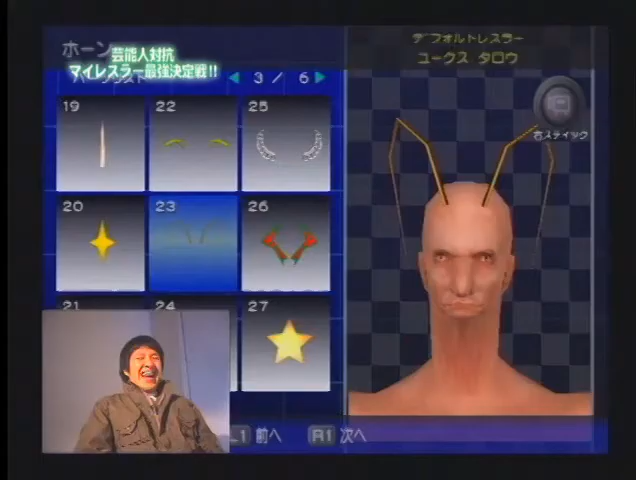 ホーン
芸能人対抗
マイレスラー最強決定戦!!
3 / 6
デフォルトレスラー
ユークス タロウ
右スティック
19
22
25
20
23
26
21
24
27
L1 前へ
R1 次へ